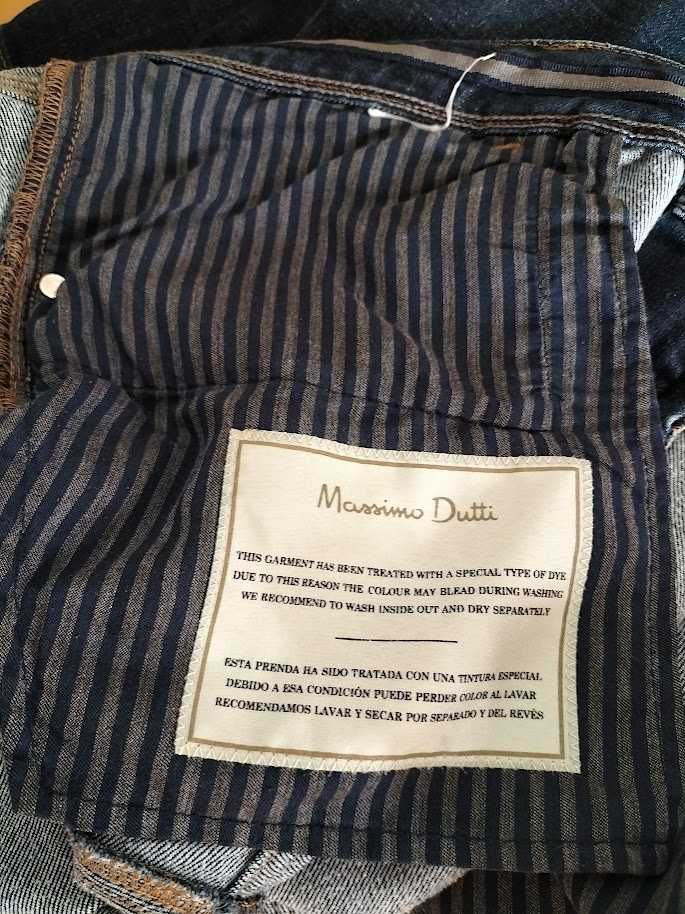 Massimo Dutti
THIS GARMENT HAS BEEN TREATED WITH A SPECIAL TYPE OF DYE
DUE TO THIS REASON THE COLOUR MAY BLEAD DURING WASHING
WE RECOMMEND TO WASH INSIDE OUT AND DRY SEPARATELY
ESTA PRENDA HA SIDO TRATADA CON UNA TINTURA ESPECIAL
DEBIDO A ESA CONDICIÓN PUEDE PERDER COLOR AL LAVAR
RECOMENDAMOS LAVAR Y SECAR POR SEPARADO Y DEL REVÉS